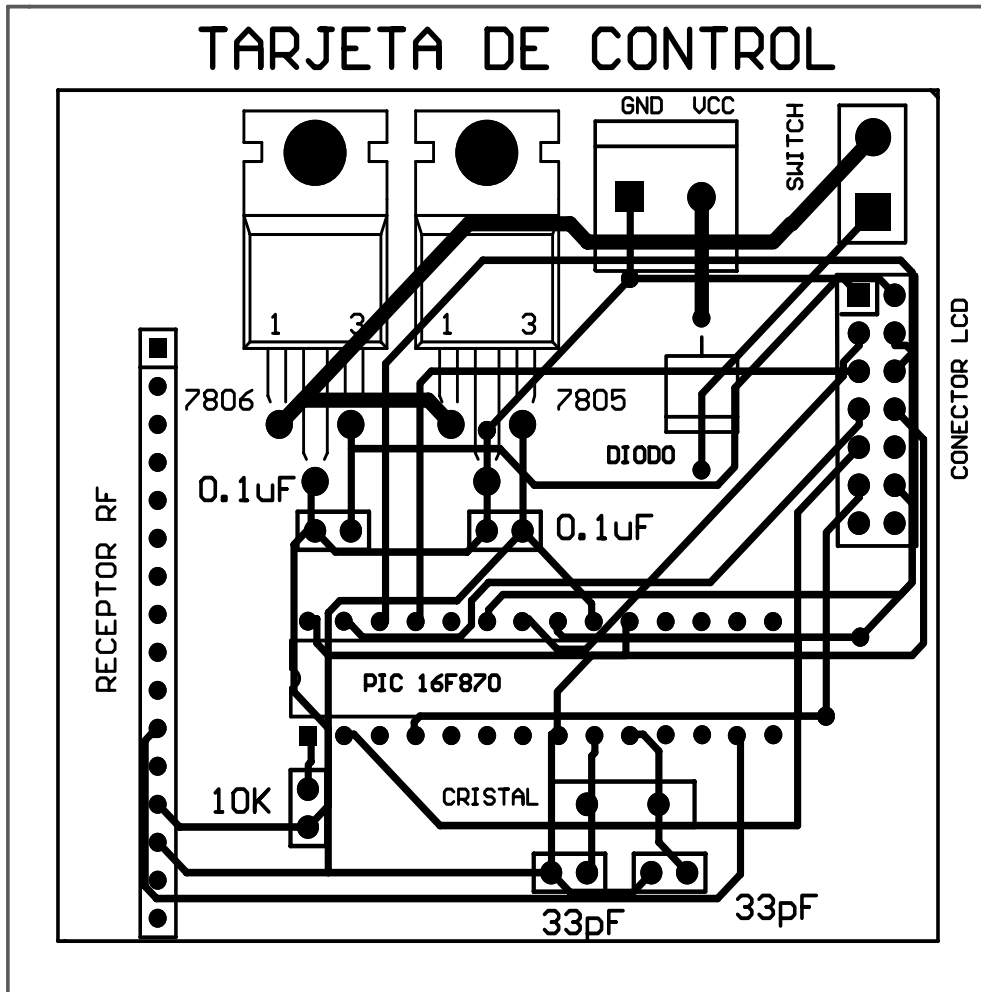 TARJETA DE CONTROL
GND VCC
SWITCH
1 3
1 3
7806
7805
CONECTOR LCD
DIODO
0.1uF
0.1uF
RECEPTOR RF
PIC 16F870
10K
CRISTAL
33pF
33pF